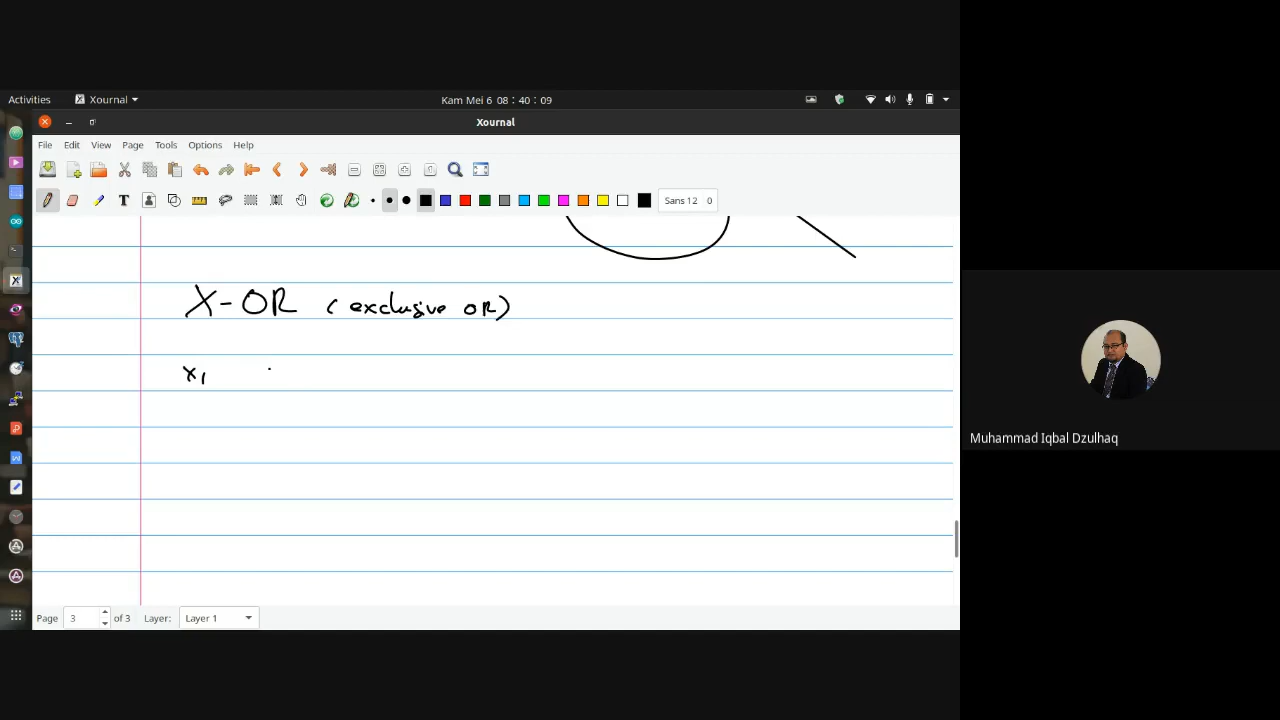 Activities Xournal Kam Mei 6 08:40:09
Xournal
File Edit View Page Tools Options Help
Sans 12 0
X-OR (exclusive OR)
x1
Muhammad Iqbal Dzulhaq
Page 3 of 3 Layer: Layer 1